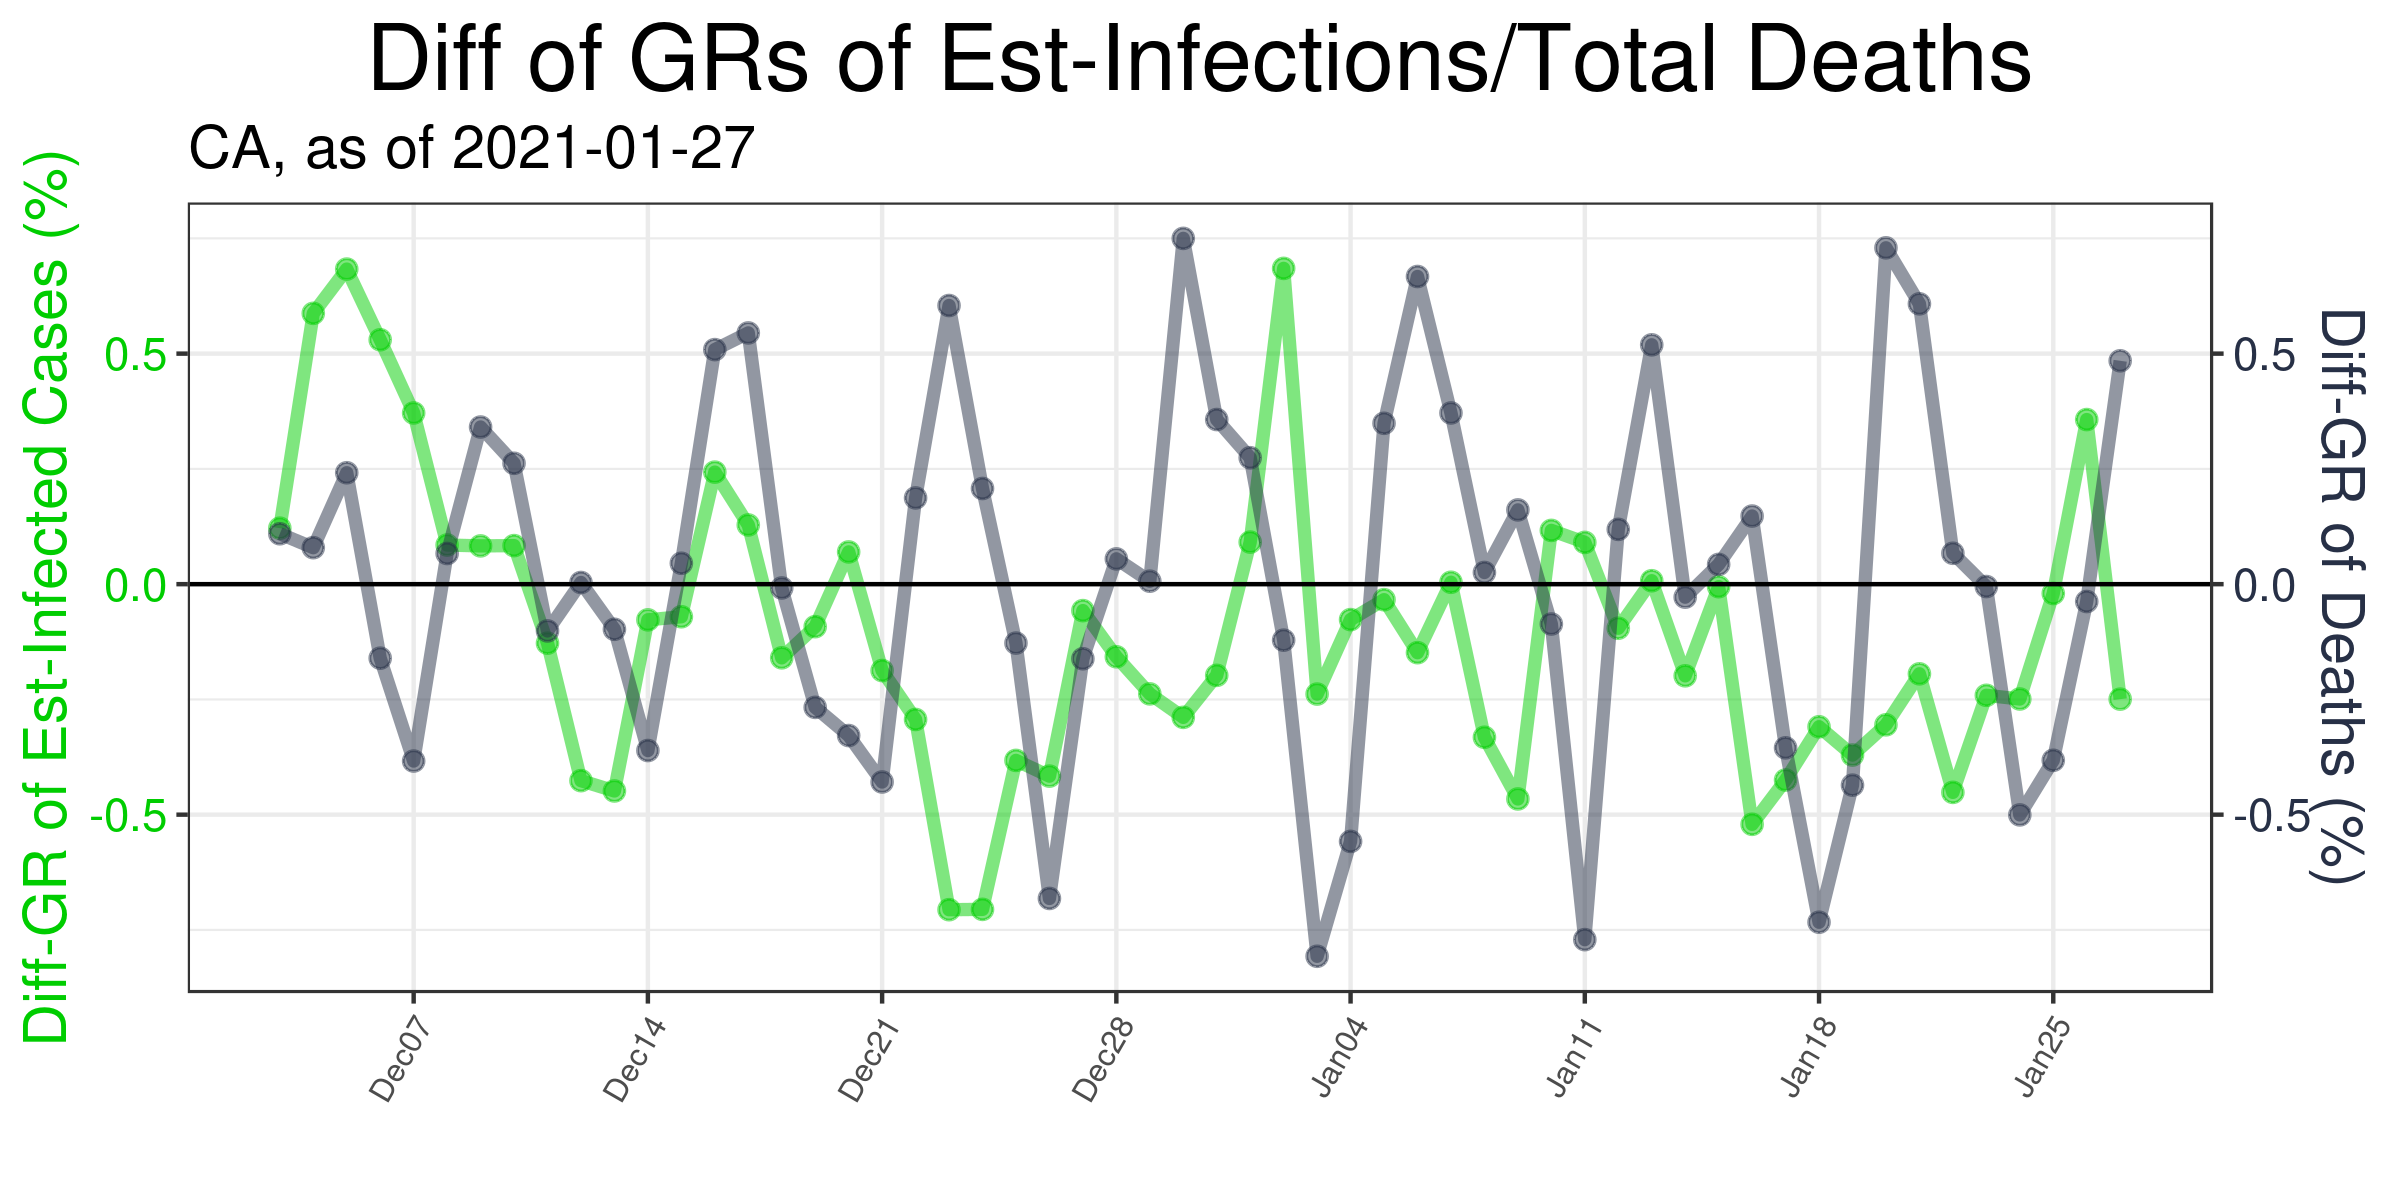 Diff of GRs of Est-Infections/Total Deaths
CA, as of 2021-01-27
Diff-GR of Est-Infected Cases (%)
0.5
0.0
-0.5
0.5
0.0
-0.5
Diff-GR of Deaths (%)
Dec07
Dec14
Dec21
Dec28
Jan04
Jan11
Jan18
Jan25